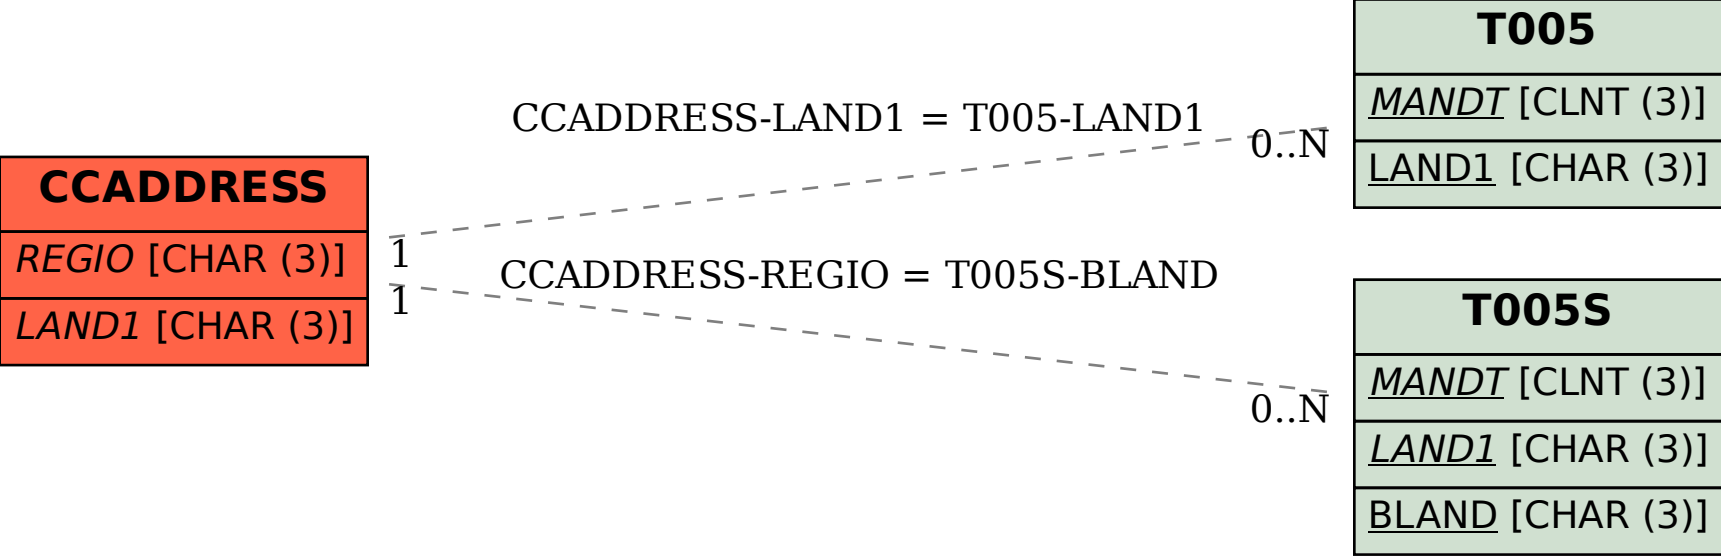 T005
MANDT [CLNT (3)]
LAND1 [CHAR (3)]
CCADDRESS-LAND1 = T005-LAND1
0..N
CCADDRESS
REGIO [CHAR (3)]
LAND1 [CHAR (3)]
1
1
CCADDRESS-REGIO = T005S-BLAND
0..N
T005S
MANDT [CLNT (3)]
LAND1 [CHAR (3)]
BLAND [CHAR (3)]